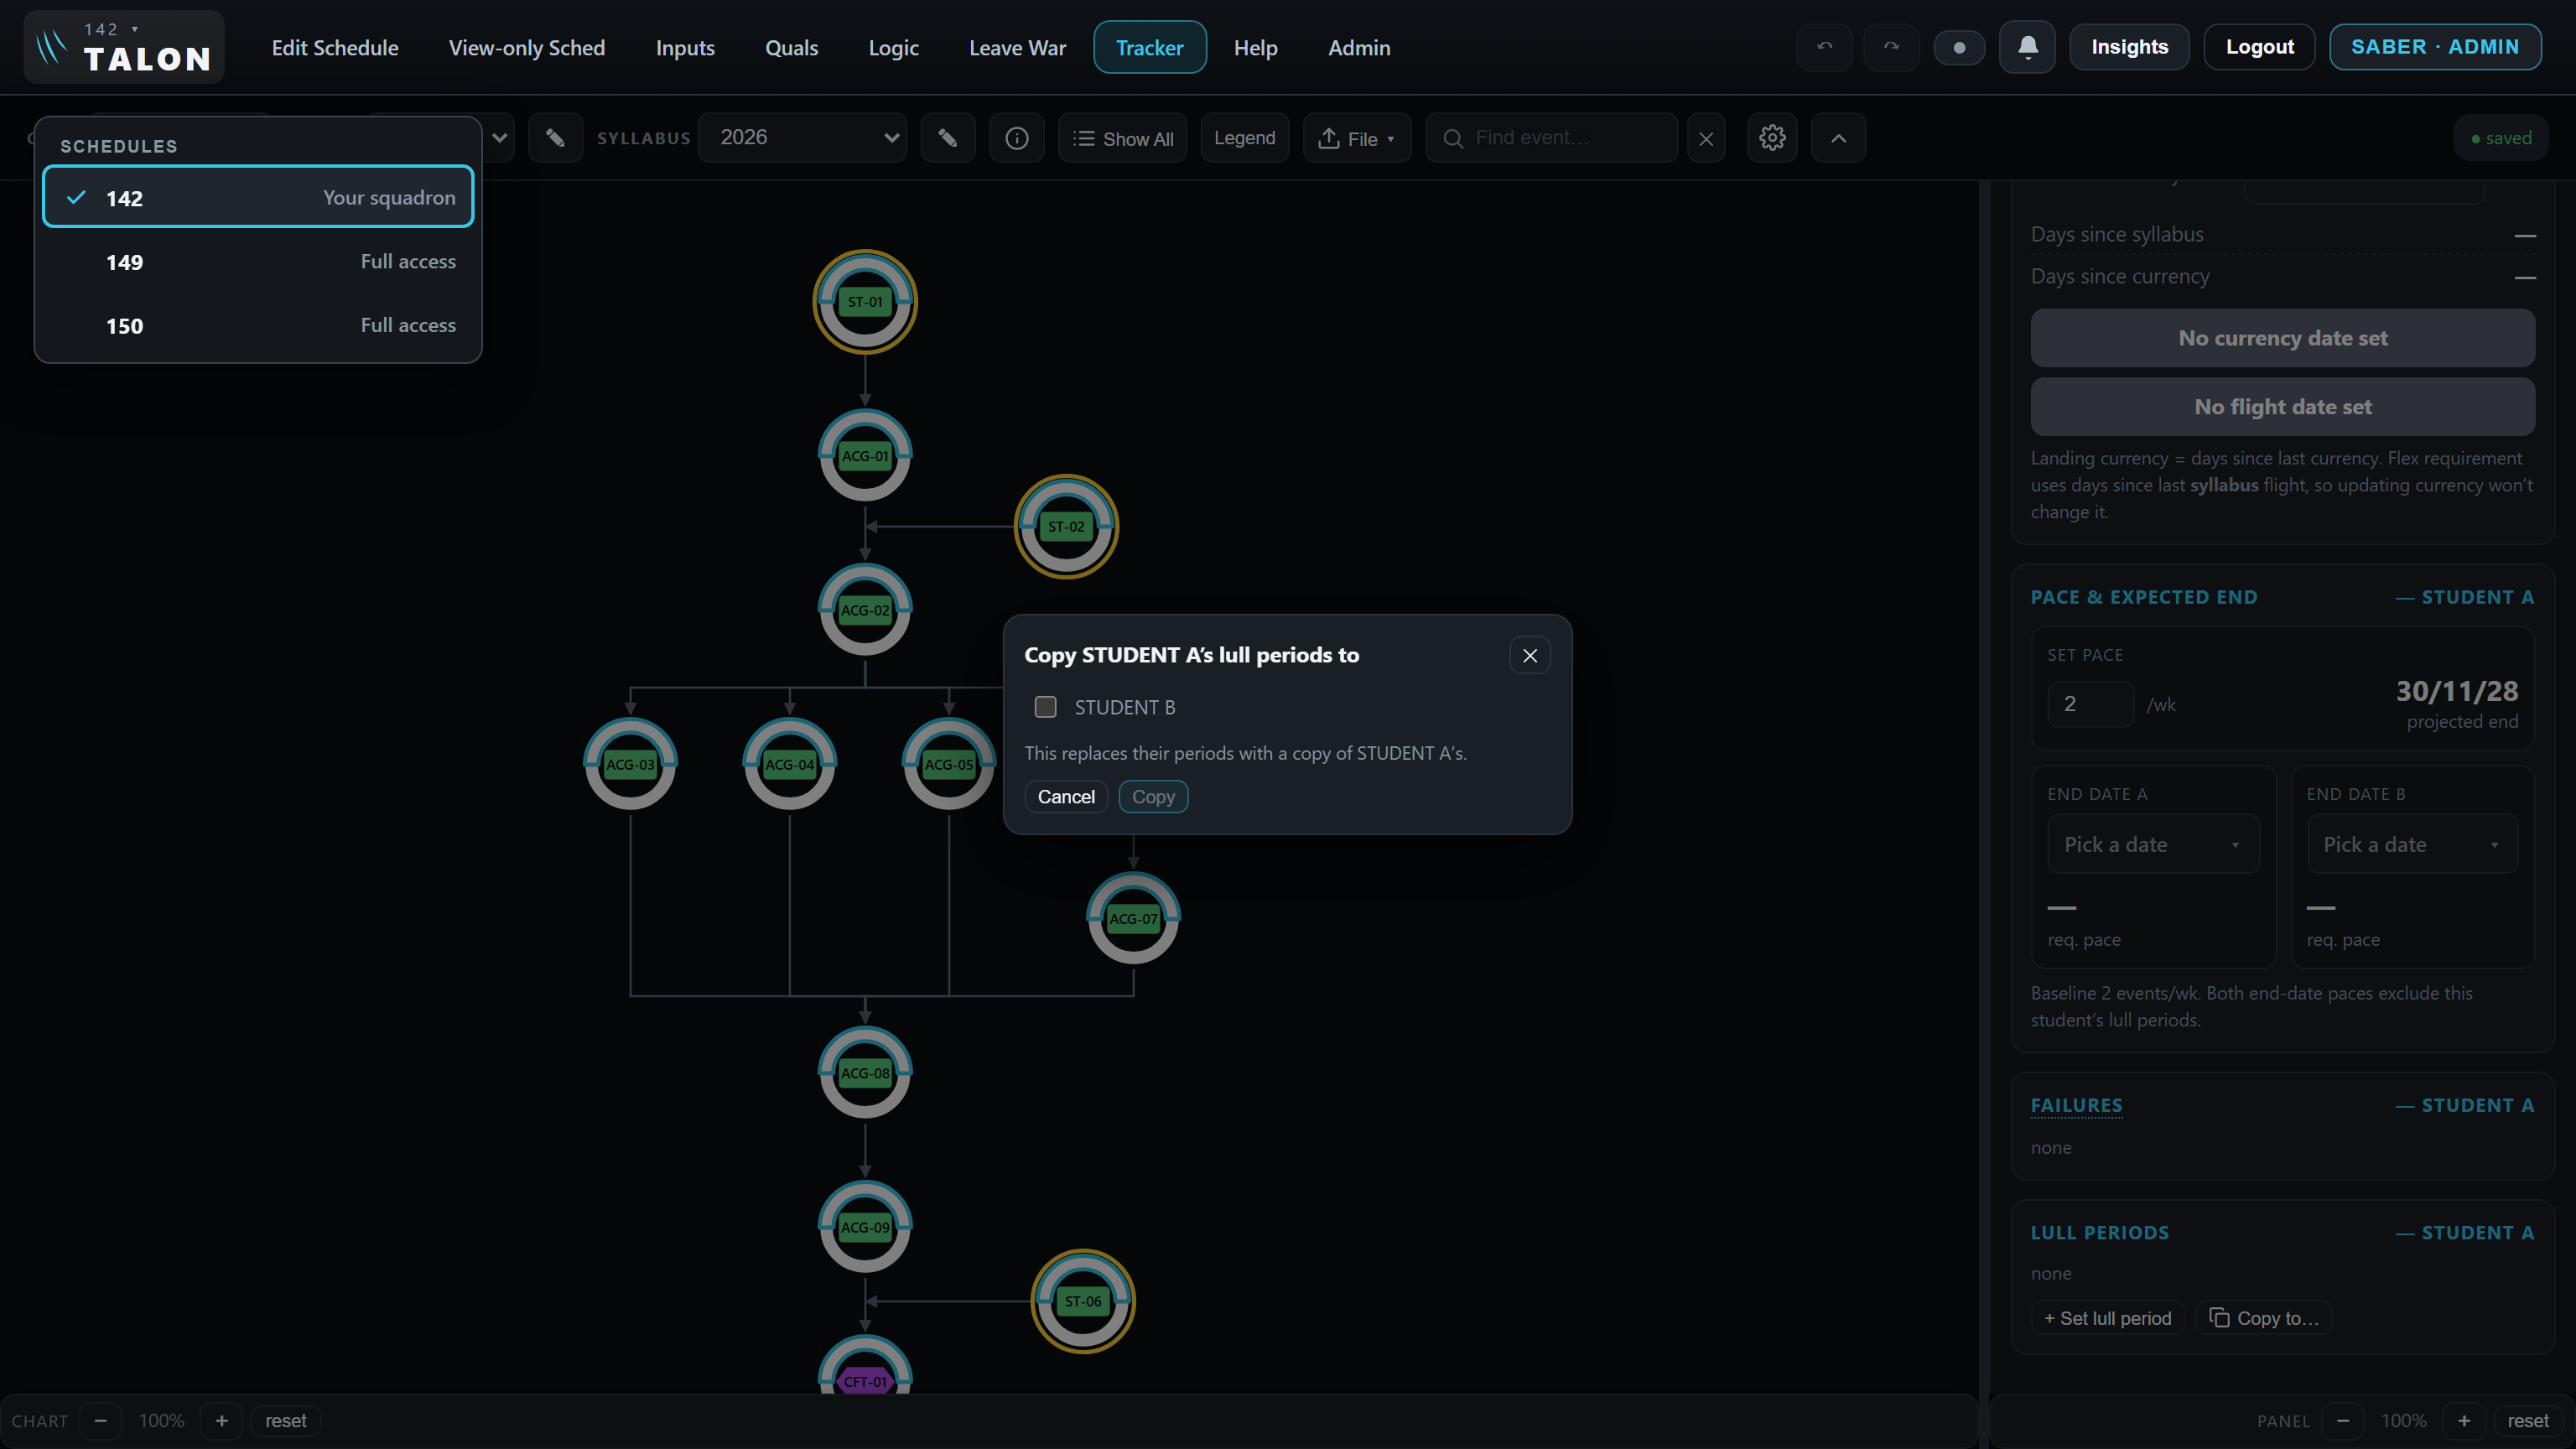 142 ▾
TALON
Edit Schedule
View-only Sched
Inputs
Quals
Logic
Leave War
Tracker
Help
Admin
Insights
Logout
SABER · ADMIN
SCHEDULES
142 Your squadron
149 Full access
150 Full access
SYLLABUS
2026
Show All
Legend
File ▾
Find event…
saved
ST-01
ACG-01
ST-02
ACG-02
ACG-03
ACG-04
ACG-05
ACG-07
ACG-08
ACG-09
ST-06
CFT-01
Copy STUDENT A’s lull periods to
STUDENT B
This replaces their periods with a copy of STUDENT A’s.
Cancel
Copy
Days since syllabus —
Days since currency —
No currency date set
No flight date set
Landing currency = days since last currency. Flex requirement
uses days since last syllabus flight, so updating currency won’t
change it.
PACE & EXPECTED END — STUDENT A
SET PACE
2 /wk
30/11/28
projected end
END DATE A
Pick a date ▾
—
req. pace
END DATE B
Pick a date ▾
—
req. pace
Baseline 2 events/wk. Both end-date paces exclude this
student’s lull periods.
FAILURES — STUDENT A
none
LULL PERIODS — STUDENT A
none
+ Set lull period
Copy to…
CHART − 100% + reset
PANEL − 100% + reset